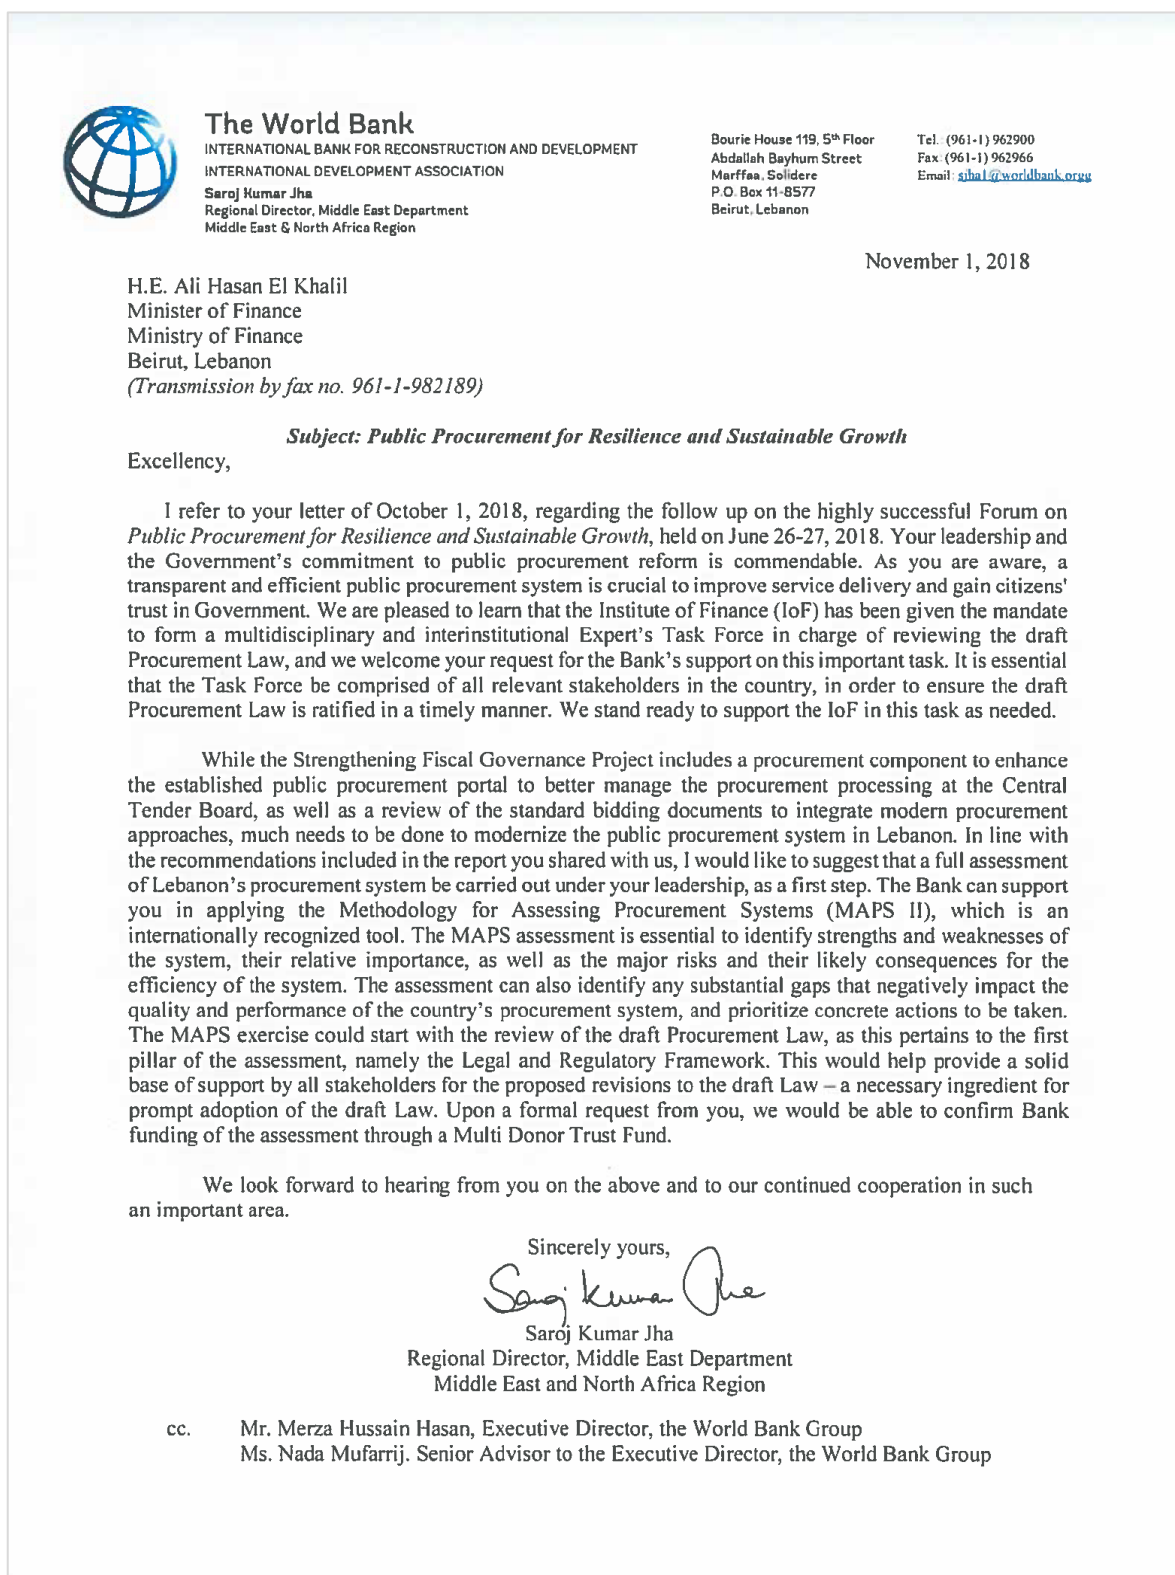 The World Bank
INTERNATIONAL BANK FOR RECONSTRUCTION AND DEVELOPMENT
INTERNATIONAL DEVELOPMENT ASSOCIATION
Saroj Kumar Jha
Regional Director, Middle East Department
Middle East & North Africa Region
Bourie House 119, 5th Floor
Abdallah Bayhum Street
Marffaa, Solidere
P.O. Box 11-8577
Beirut, Lebanon
Tel.: (961-1) 962900
Fax: (961-1) 962966
Email: sjha1@worldbank.orgg
November 1, 2018
H.E. Ali Hasan El Khalil
Minister of Finance
Ministry of Finance
Beirut, Lebanon
(Transmission by fax no. 961-1-982189)
Subject: Public Procurement for Resilience and Sustainable Growth
Excellency,
I refer to your letter of October 1, 2018, regarding the follow up on the highly successful Forum on
Public Procurement for Resilience and Sustainable Growth, held on June 26-27, 2018. Your leadership and
the Government's commitment to public procurement reform is commendable. As you are aware, a
transparent and efficient public procurement system is crucial to improve service delivery and gain citizens'
trust in Government. We are pleased to learn that the Institute of Finance (IoF) has been given the mandate
to form a multidisciplinary and interinstitutional Expert's Task Force in charge of reviewing the draft
Procurement Law, and we welcome your request for the Bank's support on this important task. It is essential
that the Task Force be comprised of all relevant stakeholders in the country, in order to ensure the draft
Procurement Law is ratified in a timely manner. We stand ready to support the IoF in this task as needed.
While the Strengthening Fiscal Governance Project includes a procurement component to enhance
the established public procurement portal to better manage the procurement processing at the Central
Tender Board, as well as a review of the standard bidding documents to integrate modern procurement
approaches, much needs to be done to modernize the public procurement system in Lebanon. In line with
the recommendations included in the report you shared with us, I would like to suggest that a full assessment
of Lebanon's procurement system be carried out under your leadership, as a first step. The Bank can support
you in applying the Methodology for Assessing Procurement Systems (MAPS II), which is an
internationally recognized tool. The MAPS assessment is essential to identify strengths and weaknesses of
the system, their relative importance, as well as the major risks and their likely consequences for the
efficiency of the system. The assessment can also identify any substantial gaps that negatively impact the
quality and performance of the country's procurement system, and prioritize concrete actions to be taken.
The MAPS exercise could start with the review of the draft Procurement Law, as this pertains to the first
pillar of the assessment, namely the Legal and Regulatory Framework. This would help provide a solid
base of support by all stakeholders for the proposed revisions to the draft Law – a necessary ingredient for
prompt adoption of the draft Law. Upon a formal request from you, we would be able to confirm Bank
funding of the assessment through a Multi Donor Trust Fund.
We look forward to hearing from you on the above and to our continued cooperation in such
an important area.
Sincerely yours,
Saroj Kumar Jha
Saroj Kumar Jha
Regional Director, Middle East Department
Middle East and North Africa Region
cc. Mr. Merza Hussain Hasan, Executive Director, the World Bank Group
Ms. Nada Mufarrij. Senior Advisor to the Executive Director, the World Bank Group